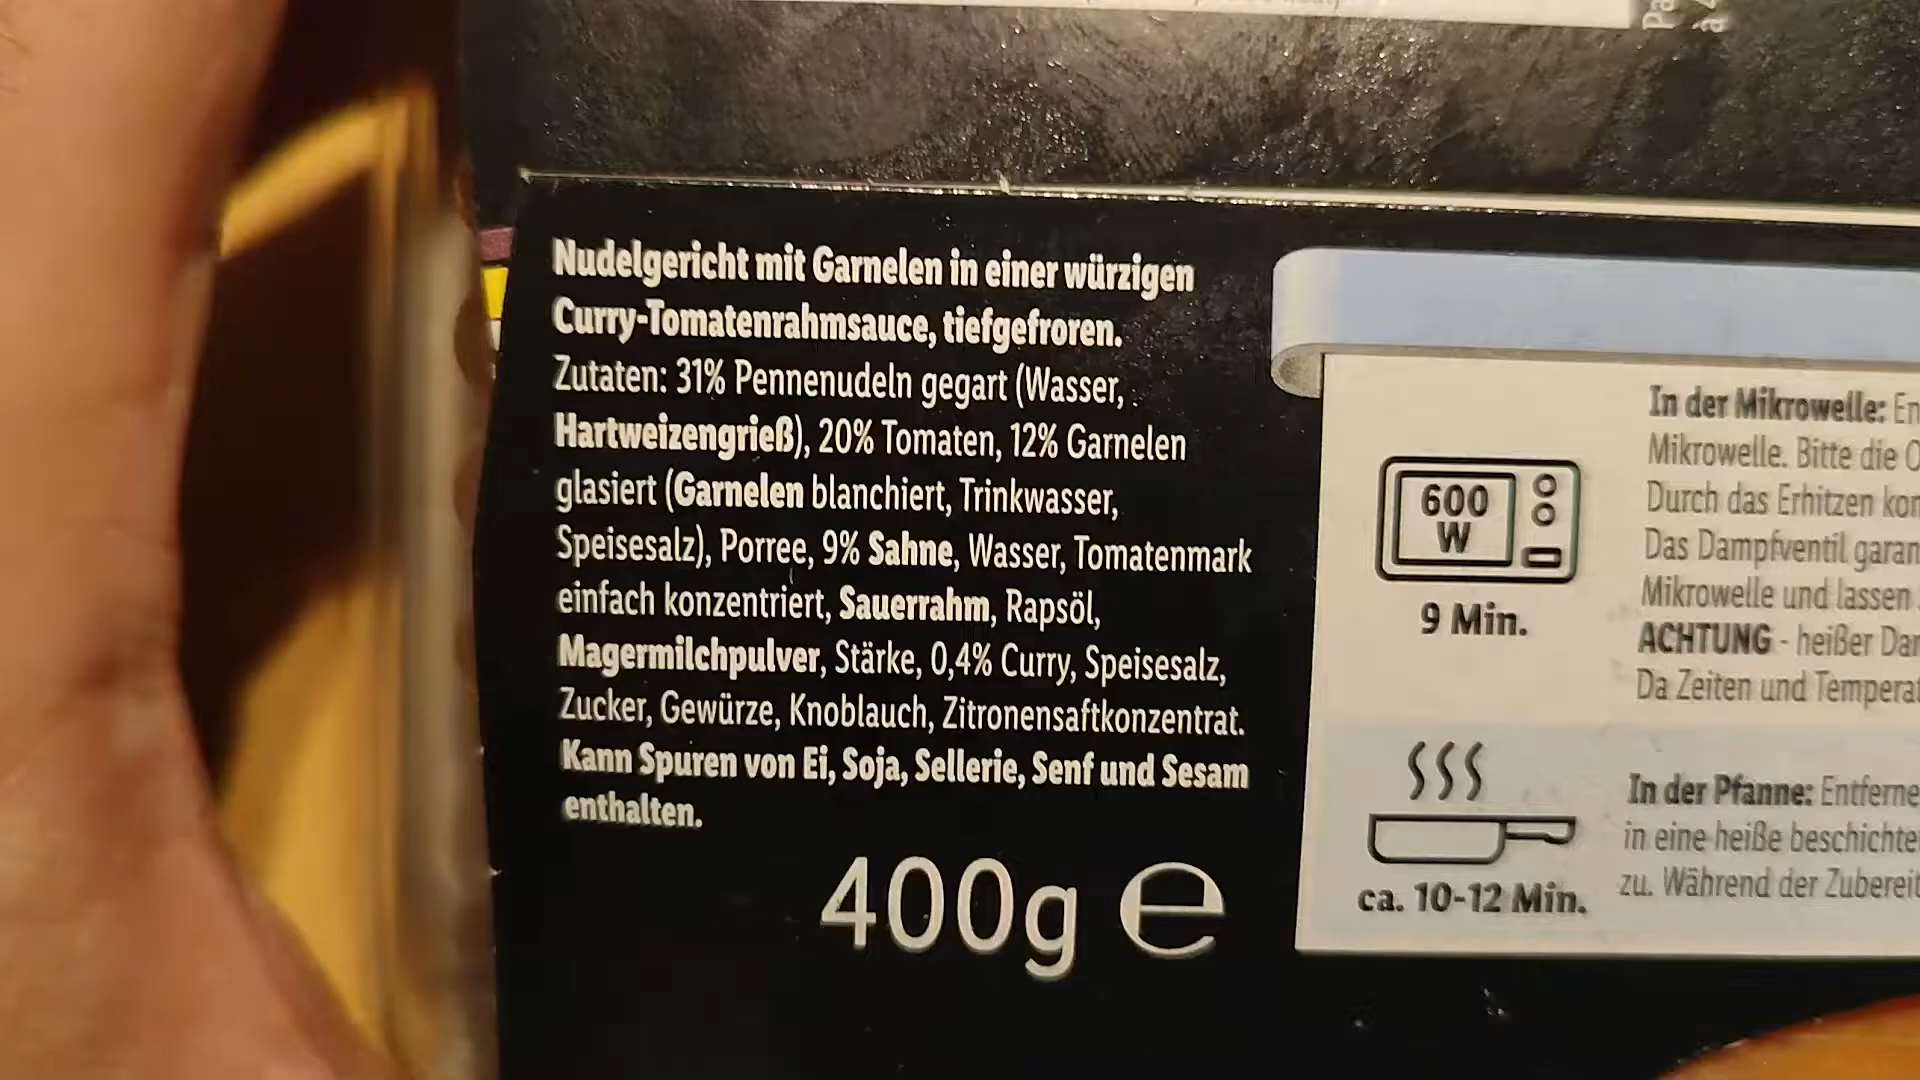 Nudelgericht mit Garnelen in einer würzigen
Curry-Tomatenrahmsauce, tiefgefroren.
Zutaten: 31% Pennenudeln gegart (Wasser,
Hartweizengrieß), 20% Tomaten, 12% Garnelen
glasiert (Garnelen blanchiert, Trinkwasser,
Speisesalz), Porree, 9% Sahne, Wasser, Tomatenmark
einfach konzentriert, Sauerrahm, Rapsöl,
Magermilchpulver, Stärke, 0,4% Curry, Speisesalz,
Zucker, Gewürze, Knoblauch, Zitronensaftkonzentrat.
Kann Spuren von Ei, Soja, Sellerie, Senf und Sesam
enthalten.
400g e
600
W
9 Min.
In der Mikrowelle:
Mikrowelle. Bitte die
Durch das Erhitzen
Das Dampfventil
Mikrowelle und lassen
ACHTUNG - heißer
Da Zeiten und
ca. 10-12 Min.
In der Pfanne:
in eine heiße
zu. Während der